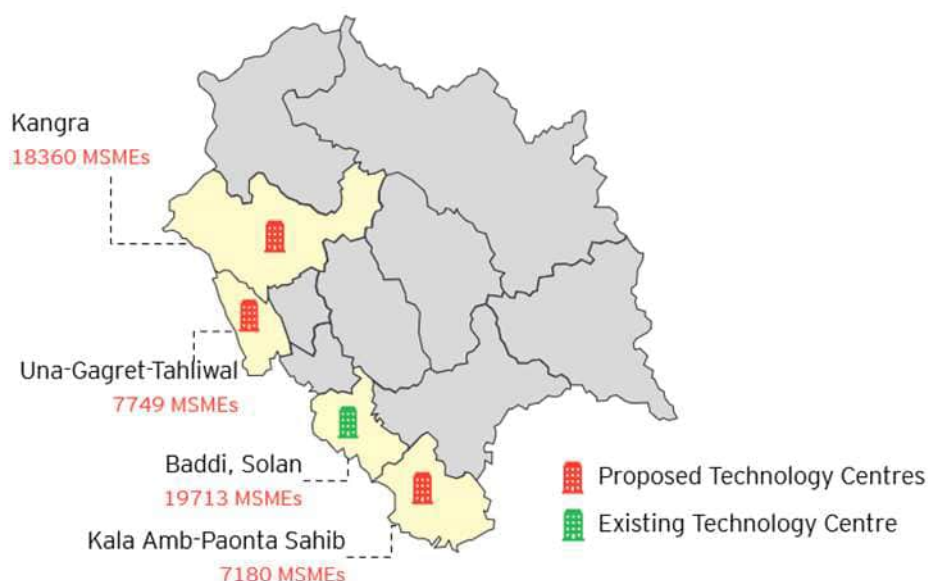 Kangra
18360 MSMEs
Una-Gagret-Tahliwal
7749 MSMEs
Baddi, Solan
19713 MSMEs
Kala Amb-Paonta Sahib
7180 MSMEs
Proposed Technology Centres
Existing Technology Centre